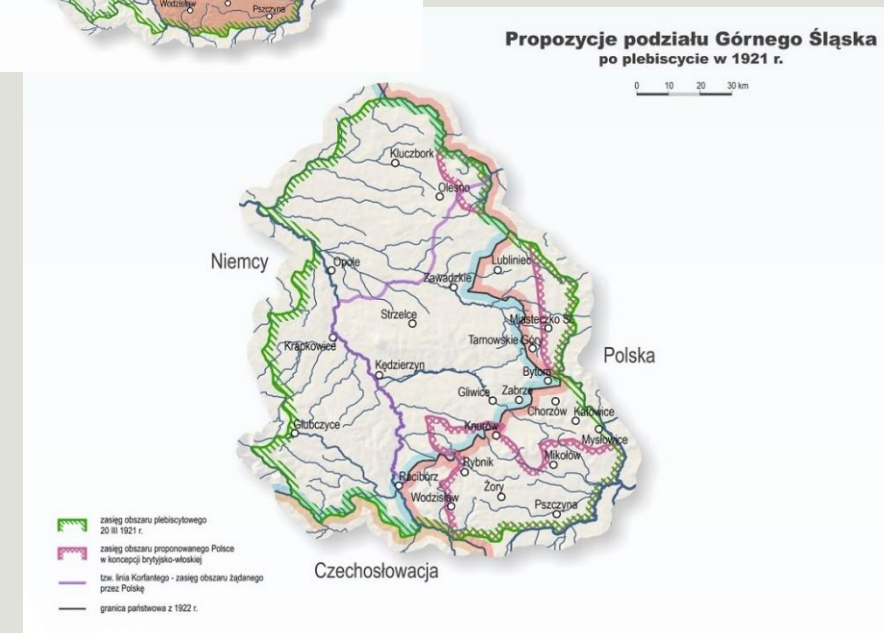 Wodzisław
Pszczyna
Propozycje podziału Górnego Śląska
po plebiscycie w 1921 r.
0 10 20 30 km
Kluczbork
Olesno
Niemcy
Opole
Lubliniec
Zawadzkie
Strzelce
Miasteczko Śl.
Tarnowskie Góry
Krapkowice
Polska
Kędzierzyn
Bytom
Gliwice
Zabrze
Chorzów
Katowice
Głubczyce
Knurów
Mysłowice
Mikołów
Rybnik
Racibórz
Żory
Wodzisław
Pszczyna
zasięg obszaru plebiscytowego
20 III 1921 r.
zasięg obszaru proponowanego Polsce
w koncepcji brytyjsko-włoskiej
tzw. linia Korfantego - zasięg obszaru żądanego
przez Polskę
granica państwowa z 1922 r.
Czechosłowacja